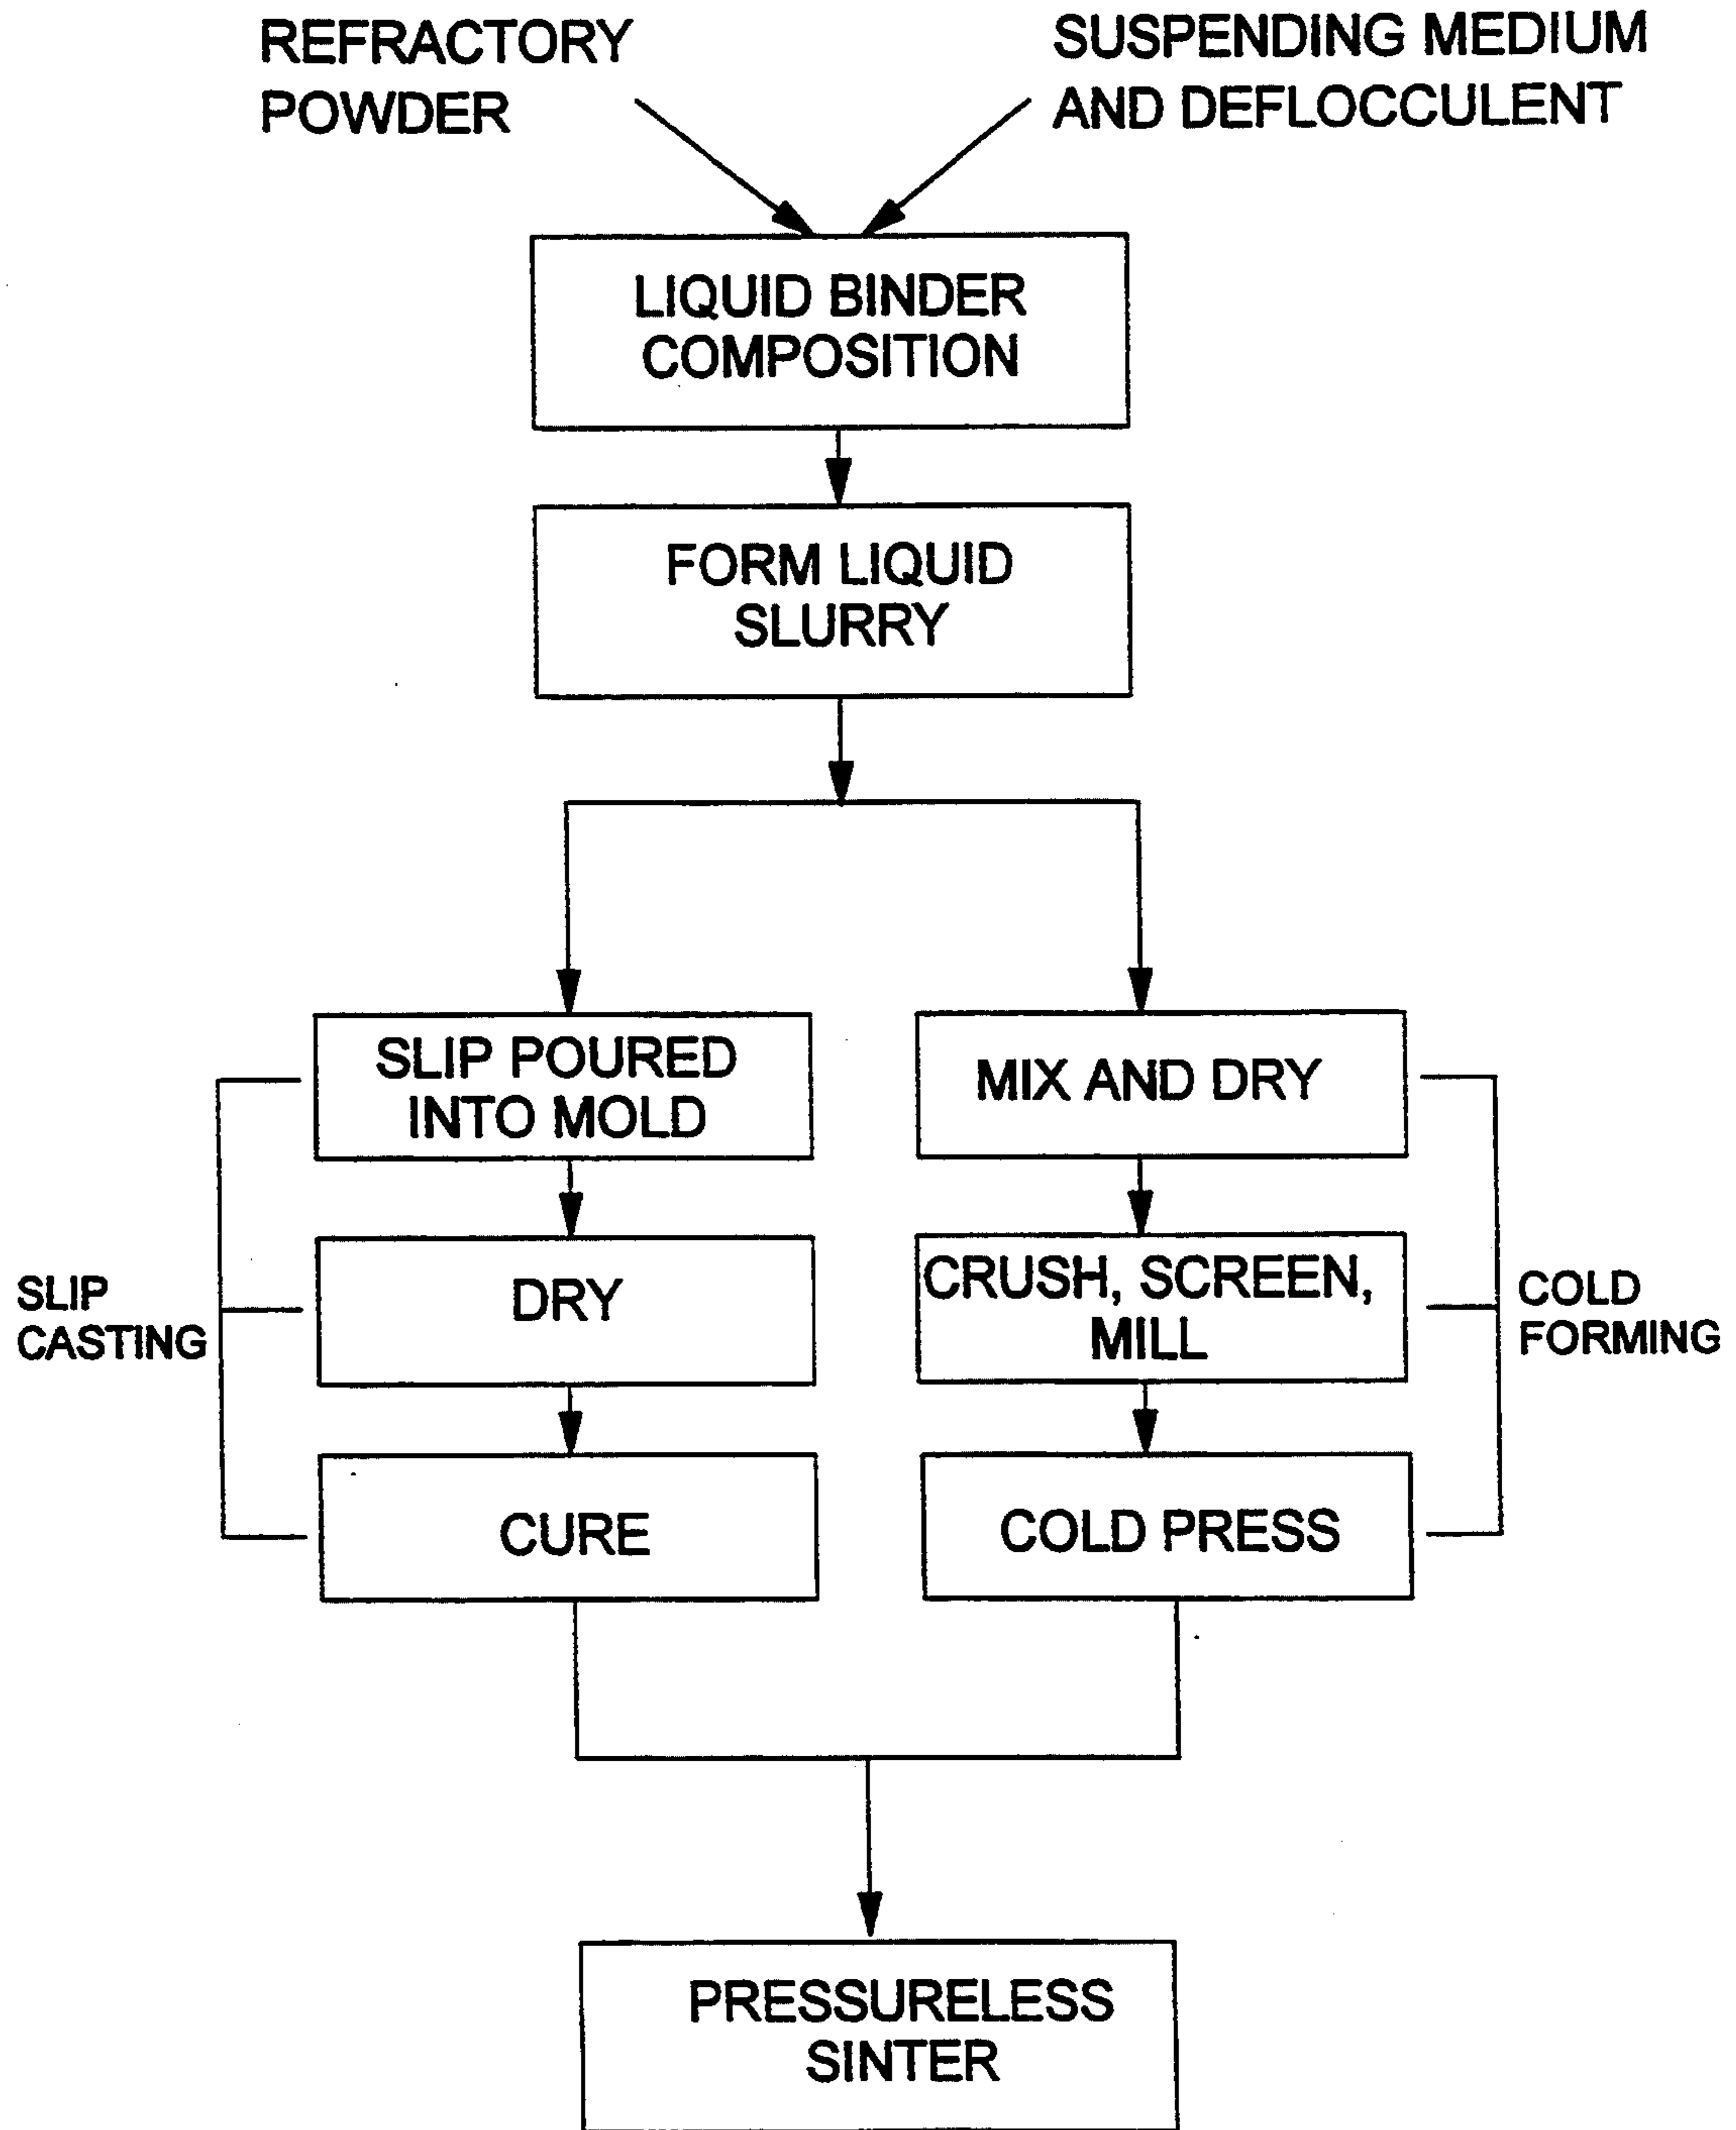 REFRACTORY
POWDER
SUSPENDING MEDIUM
AND DEFLOCCULENT
LIQUID BINDER
COMPOSITION
FORM LIQUID
SLURRY
SLIP POURED
INTO MOLD
MIX AND DRY
SLIP
CASTING
DRY
CRUSH, SCREEN,
MILL
COLD
FORMING
CURE
COLD PRESS
PRESSURELESS
SINTER